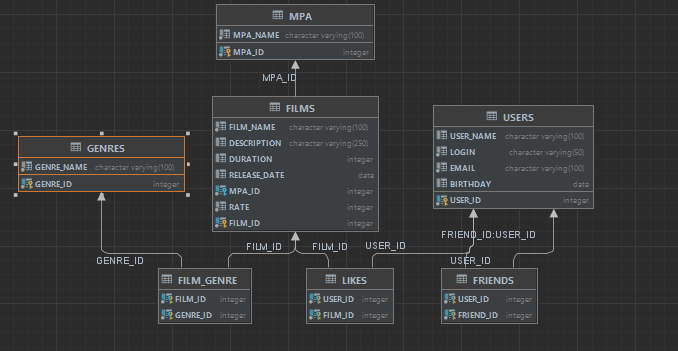 MPA
MPA_NAME character varying(100)
MPA_ID integer
MPA_ID
FILMS
FILM_NAME character varying(100)
DESCRIPTION character varying(250)
DURATION integer
RELEASE_DATE data
MPA_ID integer
RATE integer
FILM_ID integer
USERS
USER_NAME character varying(100)
LOGIN character varying(50)
EMAIL character varying(100)
BIRTHDAY data
USER_ID integer
GENRES
GENRE_NAME character varying(100)
GENRE_ID integer
GENRE_ID
FILM_ID
FILM_ID
USER_ID
FRIEND_ID:USER_ID
USER_ID
FILM_GENRE
FILM_ID integer
GENRE_ID integer
LIKES
USER_ID integer
FILM_ID integer
FRIENDS
USER_ID integer
FRIEND_ID integer